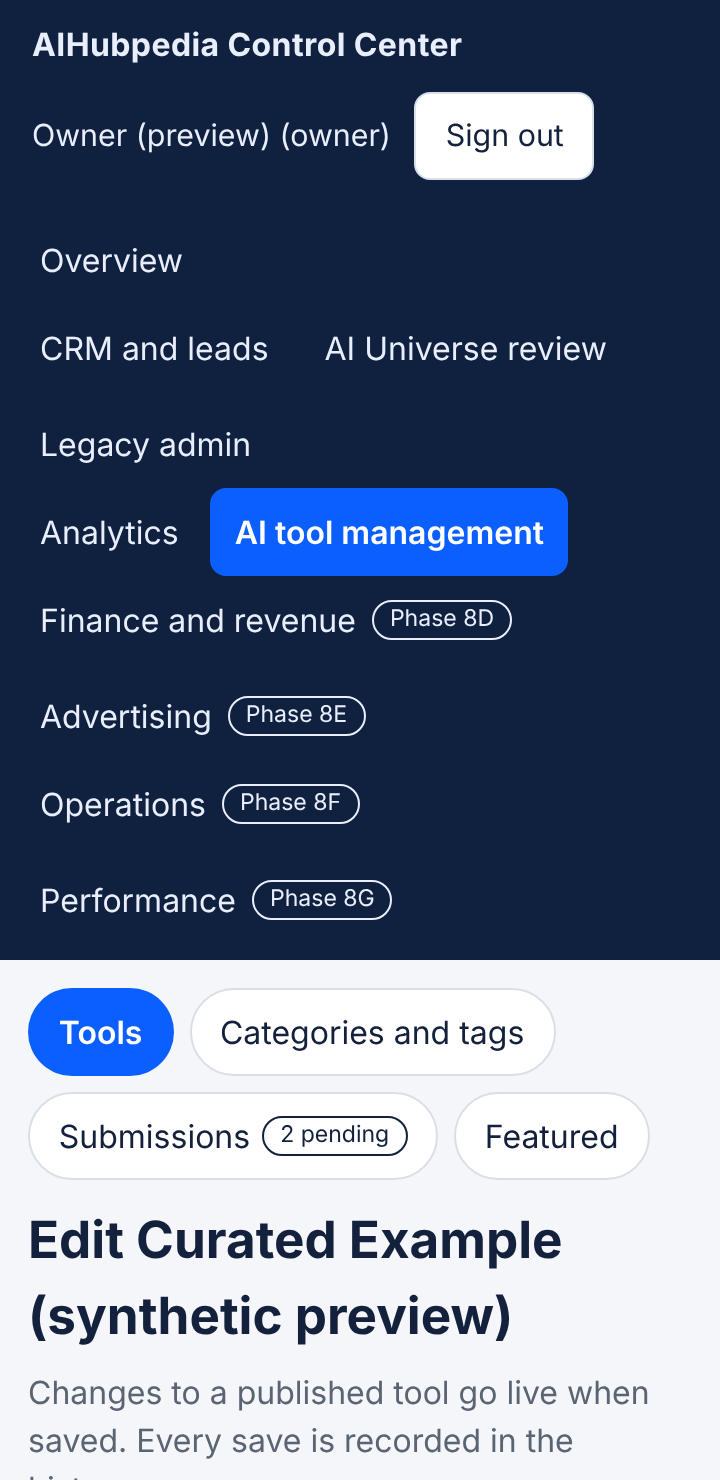 AIHubpedia Control Center
Owner (preview) (owner) Sign out
Overview
CRM and leads AI Universe review
Legacy admin
Analytics AI tool management
Finance and revenue Phase 8D
Advertising Phase 8E
Operations Phase 8F
Performance Phase 8G
Tools Categories and tags
Submissions 2 pending Featured
Edit Curated Example
(synthetic preview)
Changes to a published tool go live when
saved. Every save is recorded in the